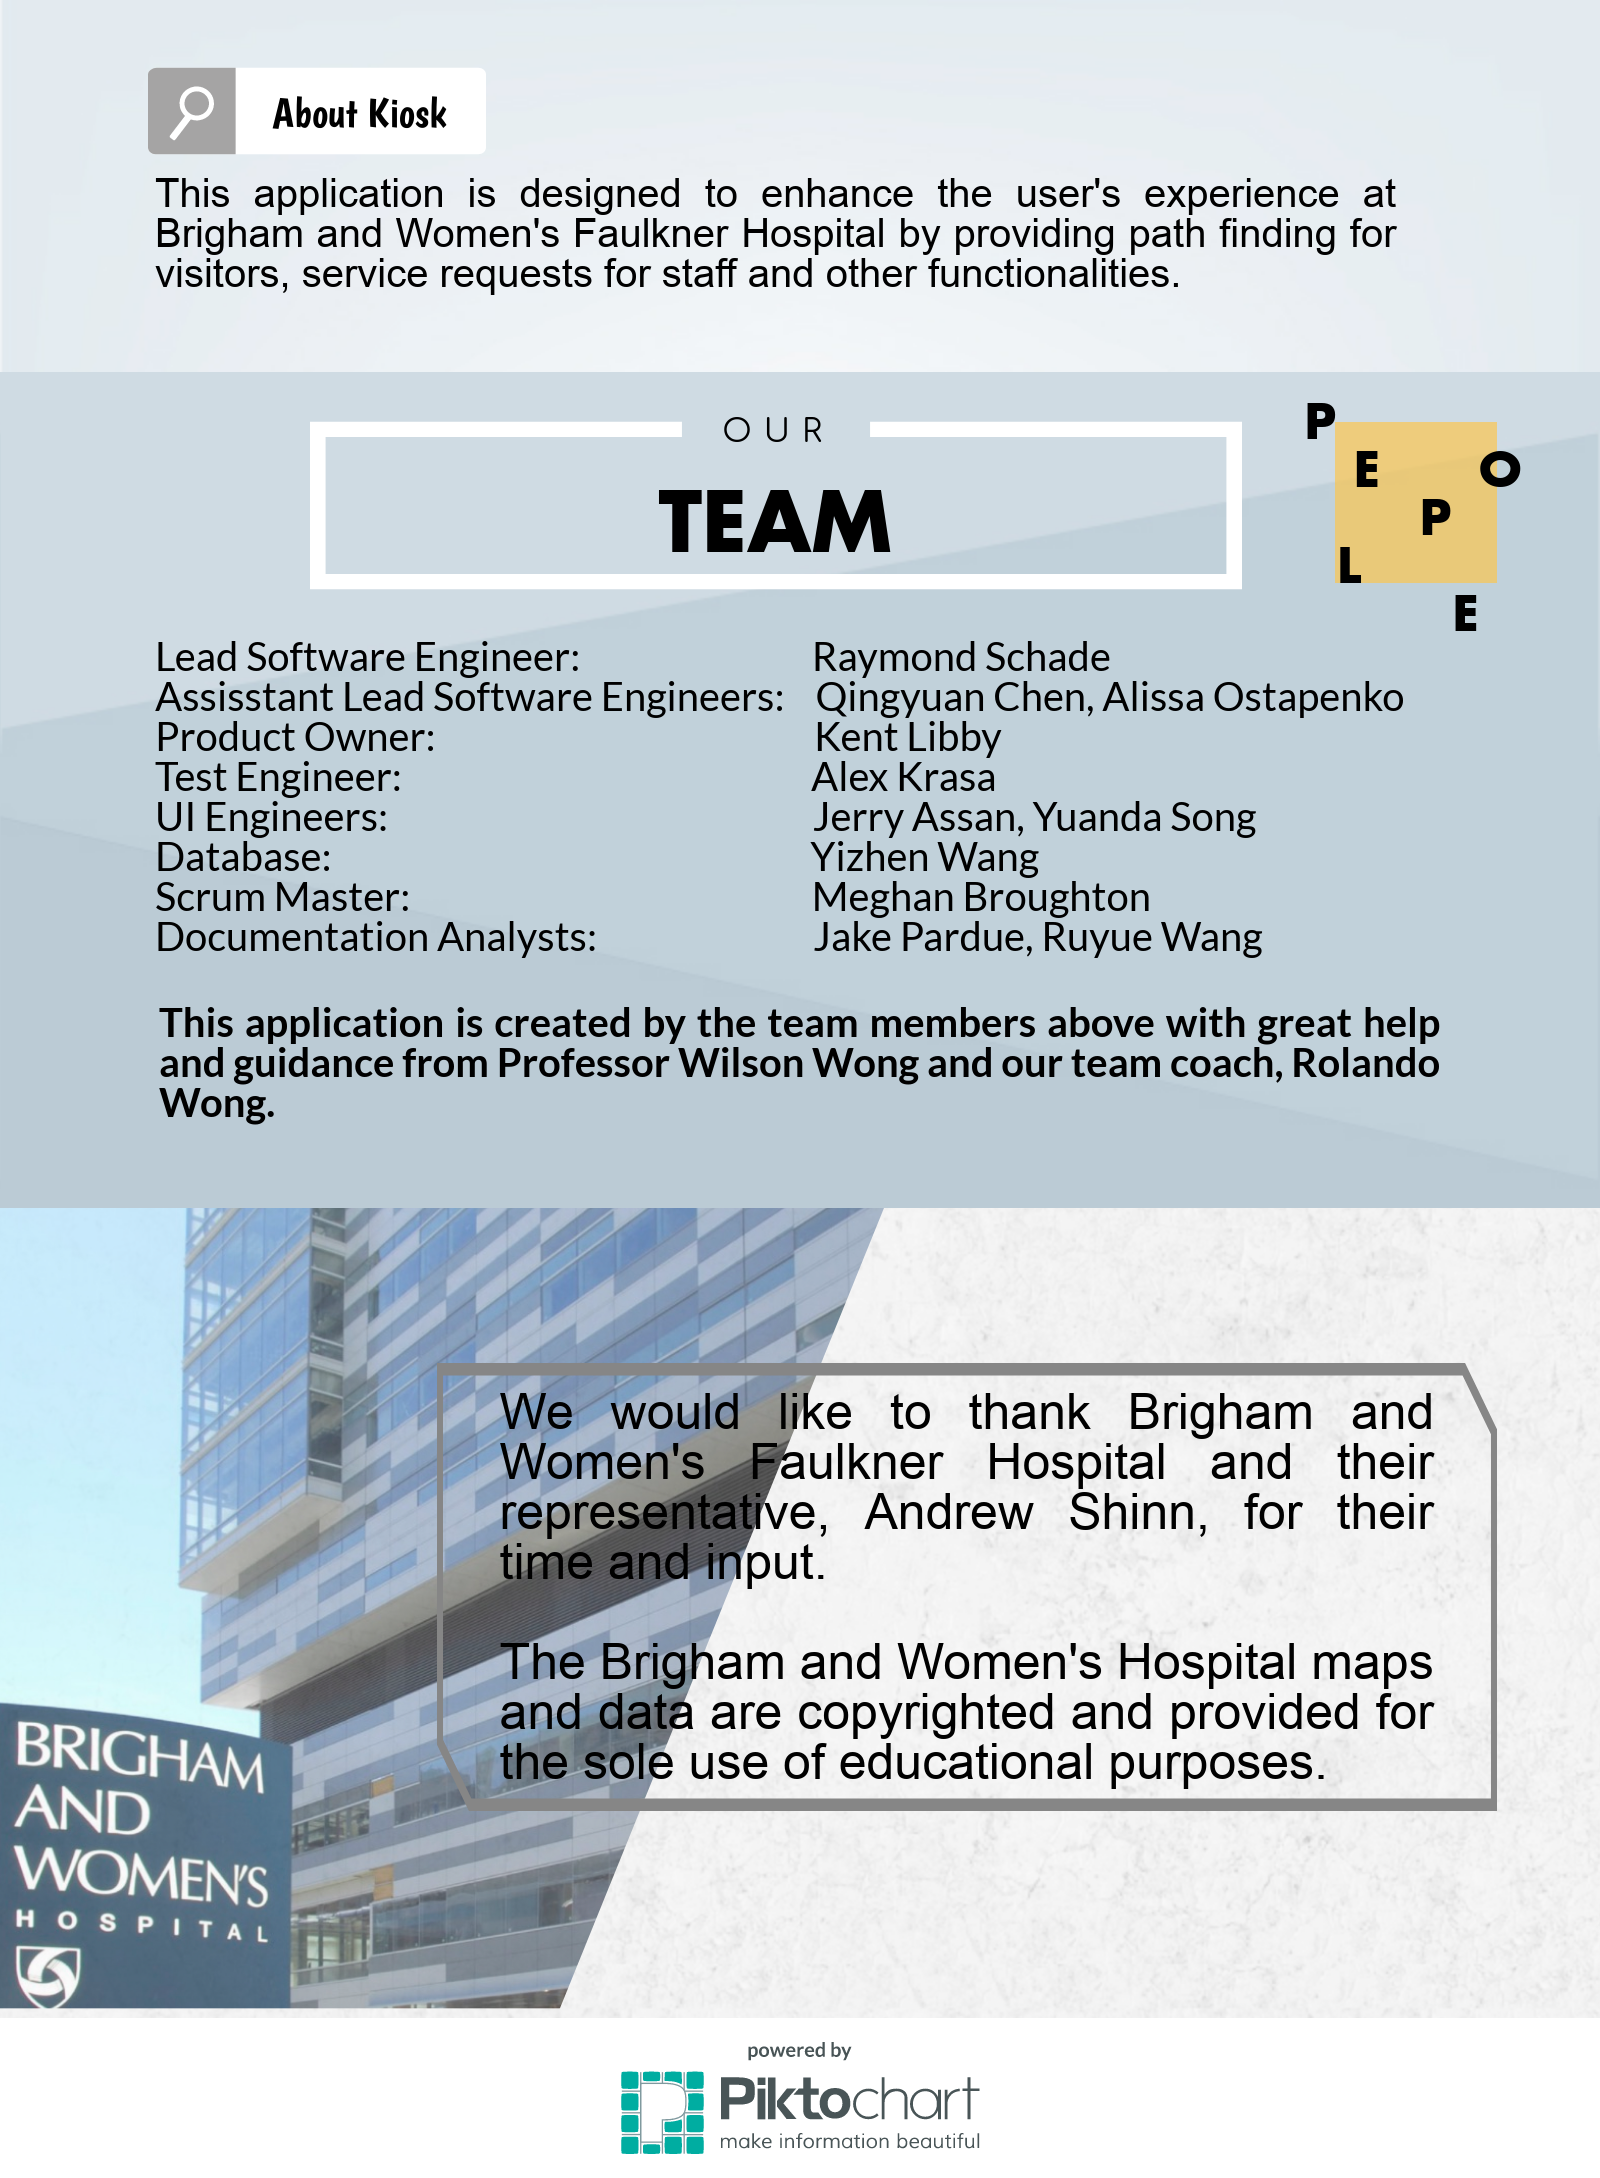 About Kiosk
This application is designed to enhance the user's experience at
Brigham and Women's Faulkner Hospital by providing path finding for
visitors, service requests for staff and other functionalities.
OUR
TEAM
P
E O
P
L
E
Lead Software Engineer: Raymond Schade
Assisstant Lead Software Engineers: Qingyuan Chen, Alissa Ostapenko
Product Owner: Kent Libby
Test Engineer: Alex Krasa
UI Engineers: Jerry Assan, Yuanda Song
Database: Yizhen Wang
Scrum Master: Meghan Broughton
Documentation Analysts: Jake Pardue, Ruyue Wang
This application is created by the team members above with great help
and guidance from Professor Wilson Wong and our team coach, Rolando
Wong.
We would like to thank Brigham and
Women's Faulkner Hospital and their
representative, Andrew Shinn, for their
time and input.
The Brigham and Women's Hospital maps
and data are copyrighted and provided for
the sole use of educational purposes.
BRIGHAM
AND
WOMEN'S
HOSPITAL
powered by
Piktochart
make information beautiful